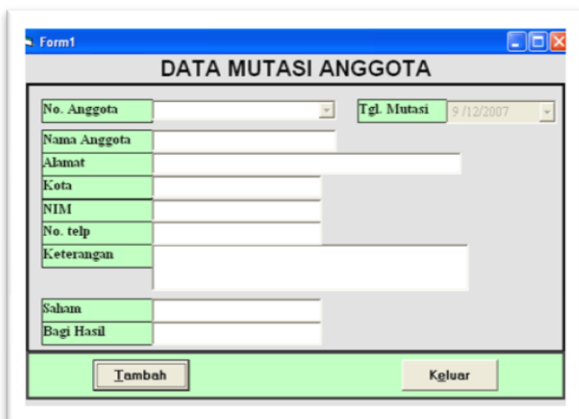 Form1
DATA MUTASI ANGGOTA
No. Anggota Tgl. Mutasi 9 /12/2007
Nama Anggota
Alamat
Kota
NIM
No. telp
Keterangan
Saham
Bagi Hasil
Tambah Keluar